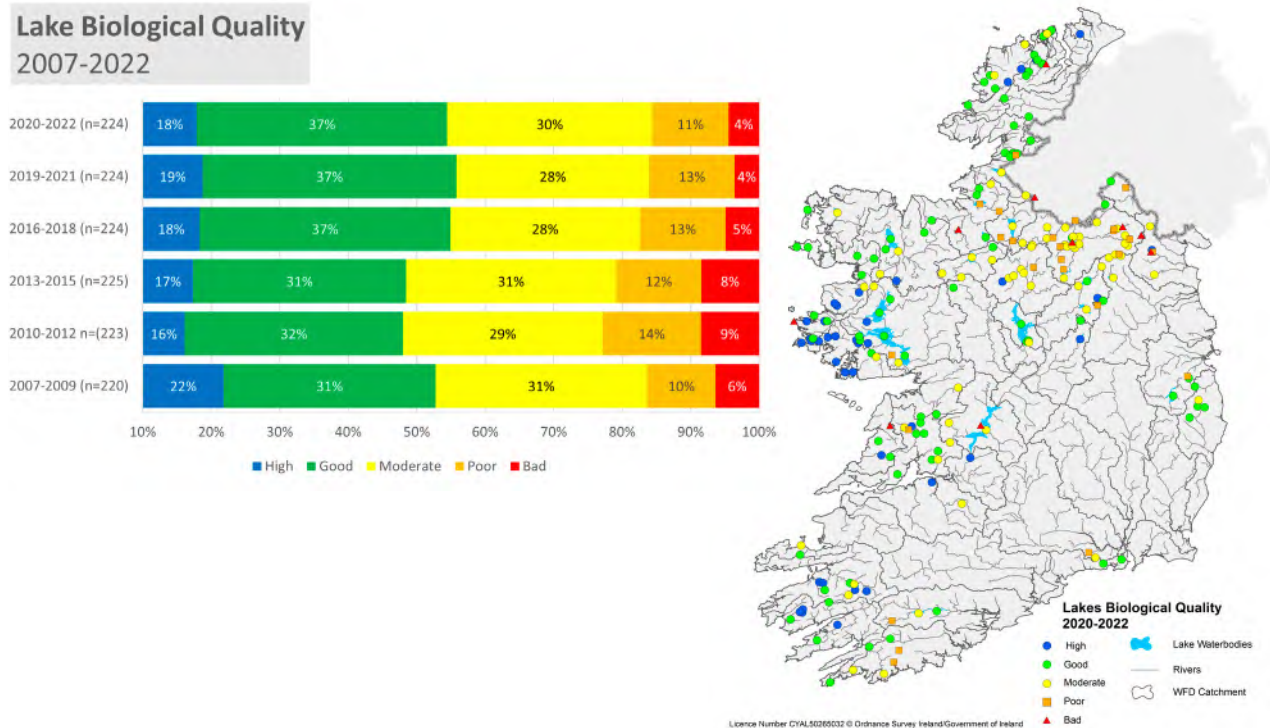 Lake Biological Quality
2007-2022
2020-2022 (n=224) 18% 37% 30% 11% 4%
2019-2021 (n=224) 19% 37% 28% 13% 4%
2016-2018 (n=224) 18% 37% 28% 13% 5%
2013-2015 (n=225) 17% 31% 31% 12% 8%
2010-2012 n=(223) 16% 32% 29% 14% 9%
2007-2009 (n=220) 22% 31% 31% 10% 6%
10% 20% 30% 40% 50% 60% 70% 80% 90% 100%
High Good Moderate Poor Bad
Lakes Biological Quality
2020-2022
High Lake Waterbodies
Good
Rivers
Moderate
WFD Catchment
Poor
Bad
Licence Number CYAL50265032 © Ordnance Survey Ireland/Government of Ireland